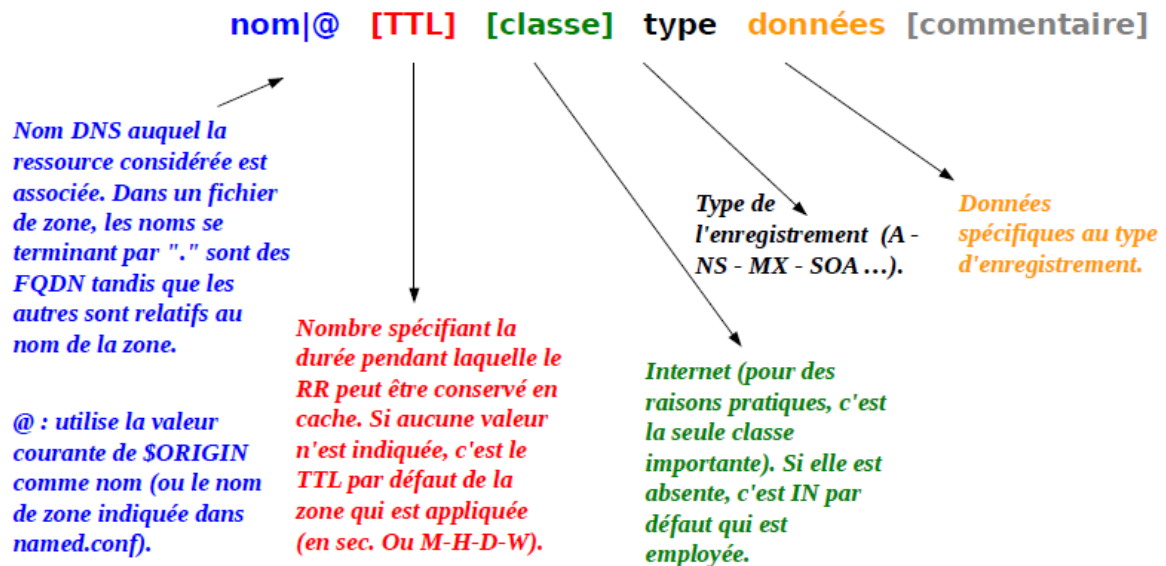 nom|@ [TTL] [classe] type données [commentaire]
Nom DNS auquel la
ressource considérée est
associée. Dans un fichier
de zone, les noms se
terminant par "." sont des
FQDN tandis que les
autres sont relatifs au
nom de la zone.
@ : utilise la valeur
courante de $ORIGIN
comme nom (ou le nom
de zone indiquée dans
named.conf).
Nombre spécifiant la
durée pendant laquelle le
RR peut être conservé en
cache. Si aucune valeur
n'est indiquée, c'est le
TTL par défaut de la
zone qui est appliquée
(en sec. Ou M-H-D-W).
Internet (pour des
raisons pratiques, c'est
la seule classe
importante). Si elle est
absente, c'est IN par
défaut qui est
employée.
Type de
l'enregistrement (A -
NS - MX - SOA …).
Données
spécifiques au type
d'enregistrement.